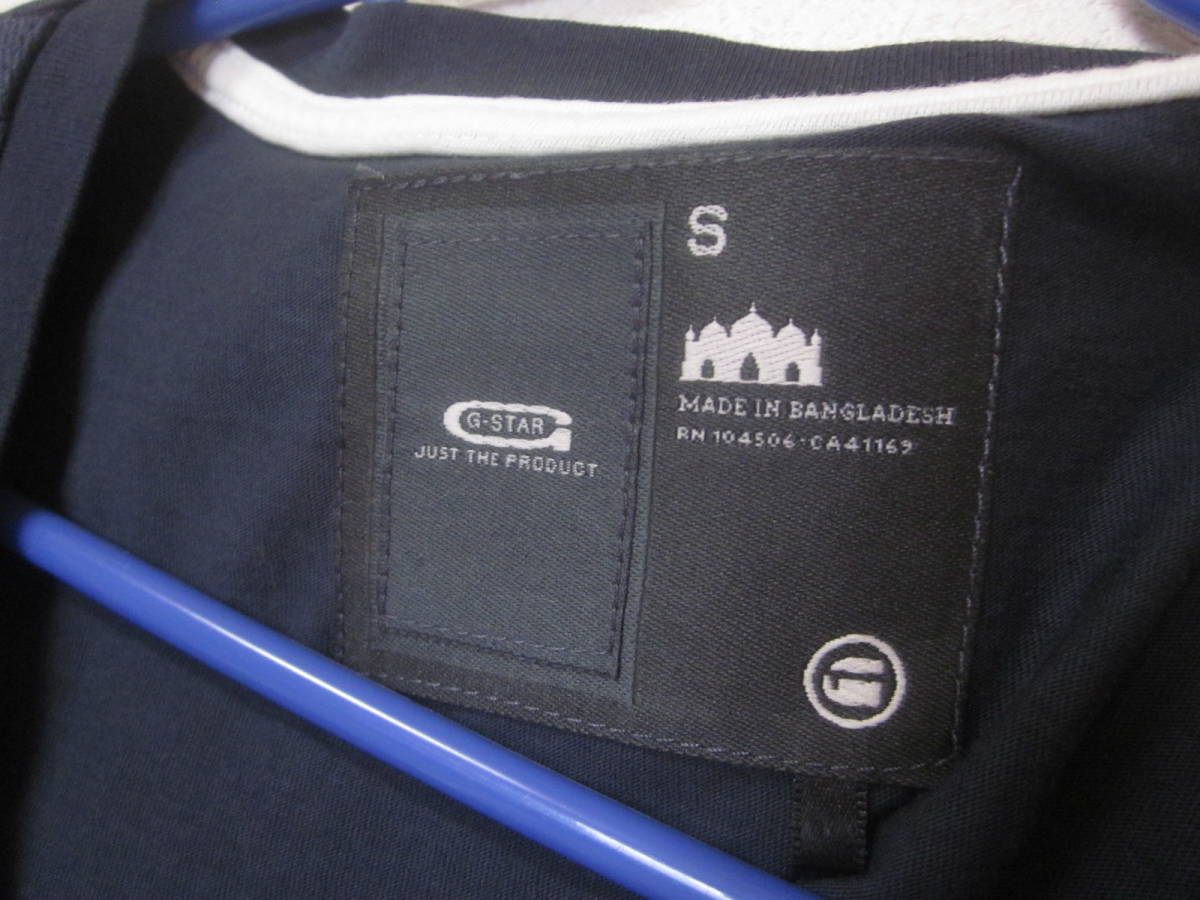 S
MADE IN BANGLADESH
RN 104506-CA41169
G-STAR
JUST THE PRODUCT